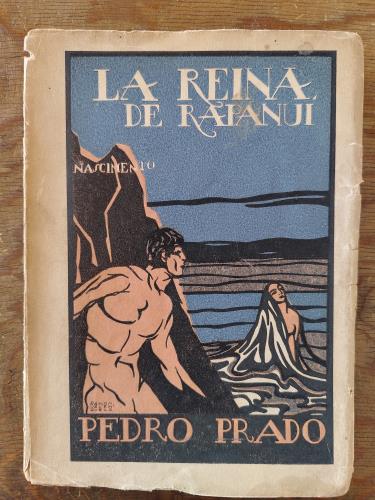 LA REINA
DE RAPANUI
NASCIMENTO
PEDRO PRADO